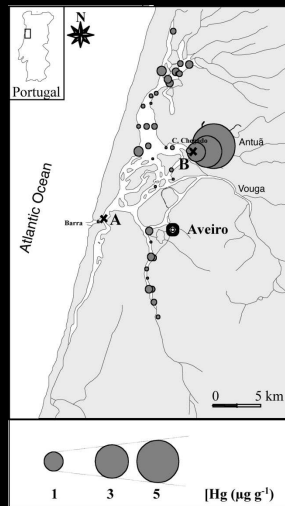 N
Portugal
C. Chegado
B
Antuã
Vouga
Atlantic Ocean
Barra
A
Aveiro
0 5 km
1 3 5 [Hg (µg g⁻¹)